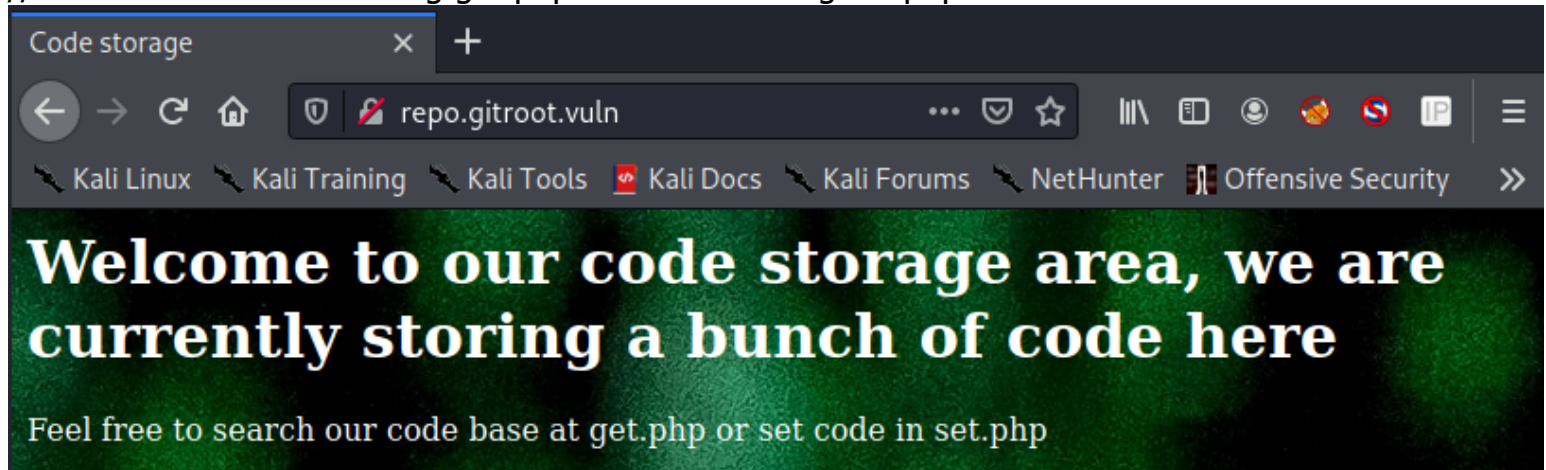 Code storage
repo.gitroot.vuln
IP
Kali Linux Kali Training Kali Tools Kali Docs Kali Forums NetHunter Offensive Security
Welcome to our code storage area, we are
currently storing a bunch of code here
Feel free to search our code base at get.php or set code in set.php